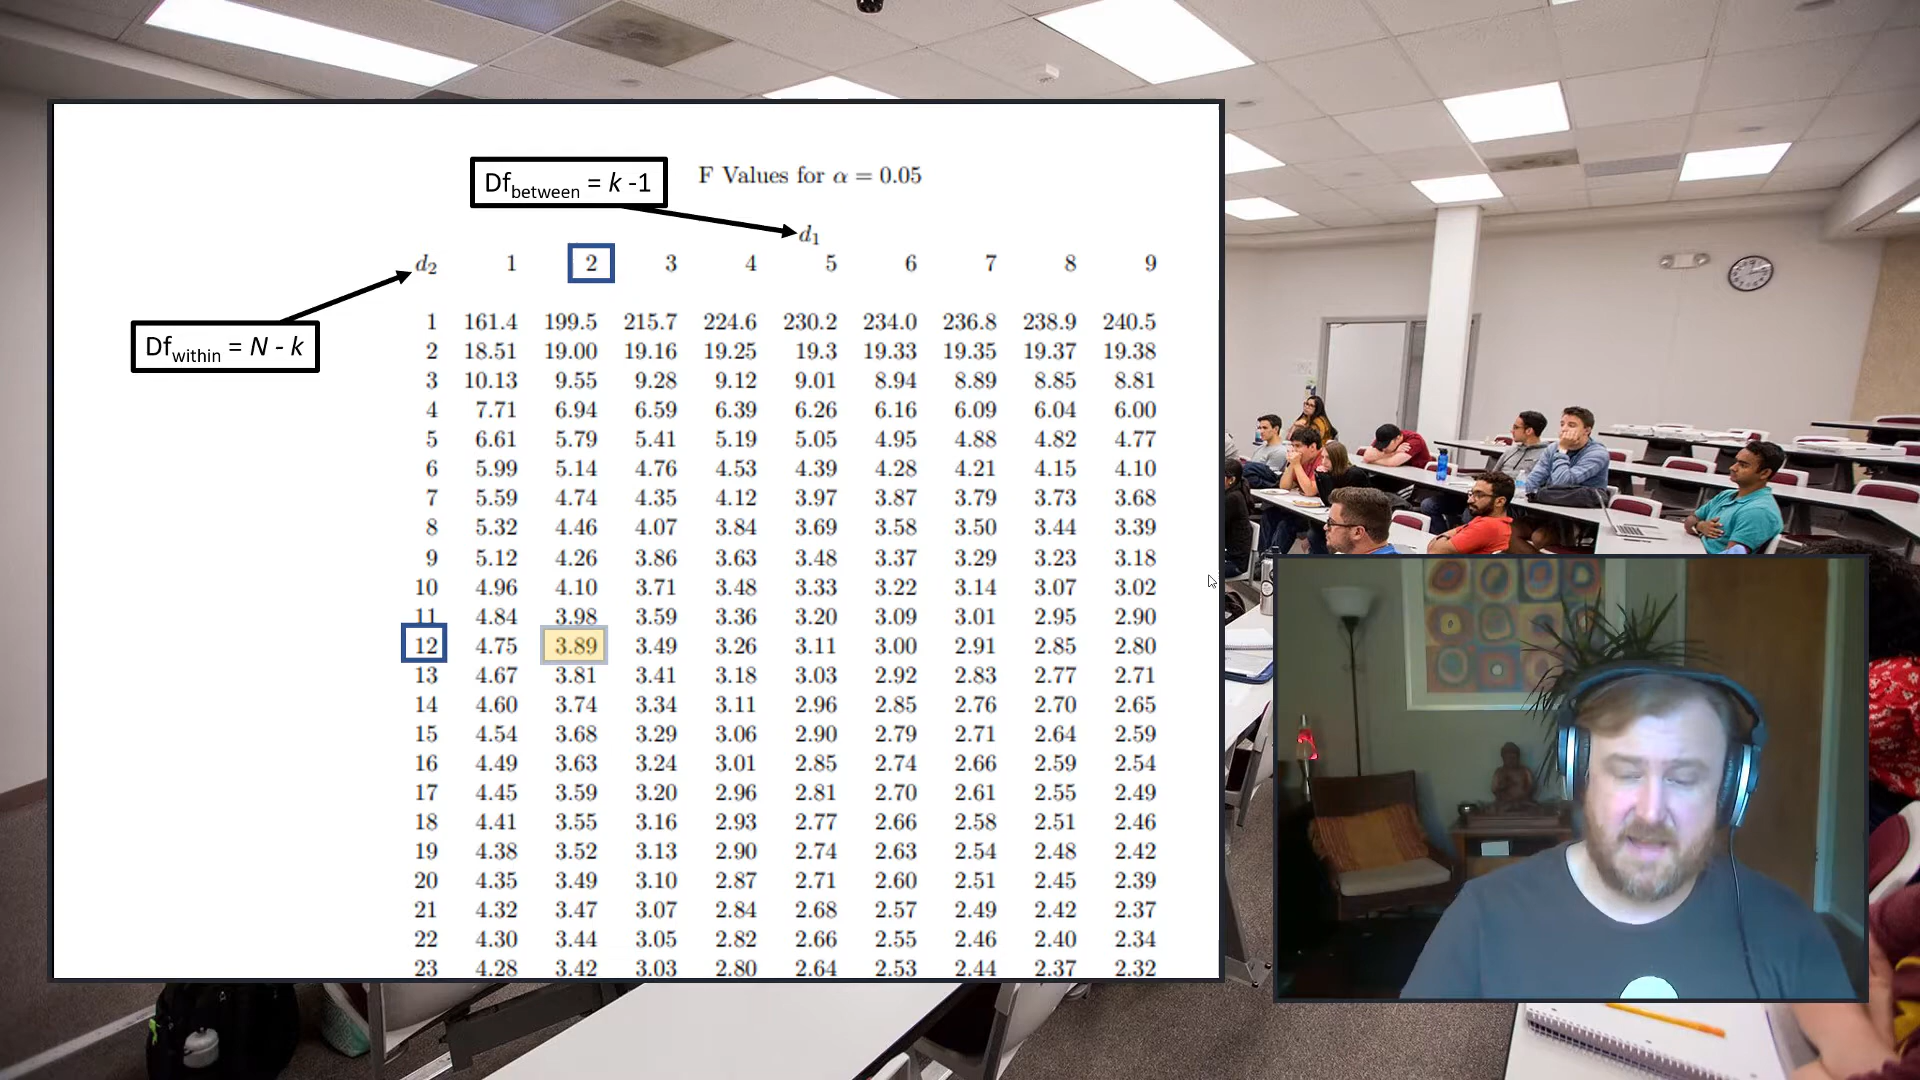 Df between = k -1
F Values for α = 0.05
d1
d2 1 2 3 4 5 6 7 8 9
Df within = N - k
1 161.4 199.5 215.7 224.6 230.2 234.0 236.8 238.9 240.5
2 18.51 19.00 19.16 19.25 19.3 19.33 19.35 19.37 19.38
3 10.13 9.55 9.28 9.12 9.01 8.94 8.89 8.85 8.81
4 7.71 6.94 6.59 6.39 6.26 6.16 6.09 6.04 6.00
5 6.61 5.79 5.41 5.19 5.05 4.95 4.88 4.82 4.77
6 5.99 5.14 4.76 4.53 4.39 4.28 4.21 4.15 4.10
7 5.59 4.74 4.35 4.12 3.97 3.87 3.79 3.73 3.68
8 5.32 4.46 4.07 3.84 3.69 3.58 3.50 3.44 3.39
9 5.12 4.26 3.86 3.63 3.48 3.37 3.29 3.23 3.18
10 4.96 4.10 3.71 3.48 3.33 3.22 3.14 3.07 3.02
11 4.84 3.98 3.59 3.36 3.20 3.09 3.01 2.95 2.90
12 4.75 3.89 3.49 3.26 3.11 3.00 2.91 2.85 2.80
13 4.67 3.81 3.41 3.18 3.03 2.92 2.83 2.77 2.71
14 4.60 3.74 3.34 3.11 2.96 2.85 2.76 2.70 2.65
15 4.54 3.68 3.29 3.06 2.90 2.79 2.71 2.64 2.59
16 4.49 3.63 3.24 3.01 2.85 2.74 2.66 2.59 2.54
17 4.45 3.59 3.20 2.96 2.81 2.70 2.61 2.55 2.49
18 4.41 3.55 3.16 2.93 2.77 2.66 2.58 2.51 2.46
19 4.38 3.52 3.13 2.90 2.74 2.63 2.54 2.48 2.42
20 4.35 3.49 3.10 2.87 2.71 2.60 2.51 2.45 2.39
21 4.32 3.47 3.07 2.84 2.68 2.57 2.49 2.42 2.37
22 4.30 3.44 3.05 2.82 2.66 2.55 2.46 2.40 2.34
23 4.28 3.42 3.03 2.80 2.64 2.53 2.44 2.37 2.32